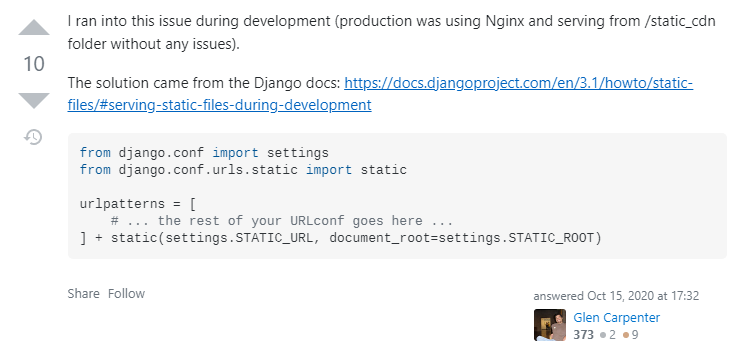 I ran into this issue during development (production was using Nginx and serving from /static_cdn
folder without any issues).
10
The solution came from the Django docs: https://docs.djangoproject.com/en/3.1/howto/static-
files/#serving-static-files-during-development
from django.conf import settings
from django.conf.urls.static import static
urlpatterns = [
    # ... the rest of your URLconf goes here ...
] + static(settings.STATIC_URL, document_root=settings.STATIC_ROOT)
Share Follow
answered Oct 15, 2020 at 17:32
Glen Carpenter
373 ●2 ●9